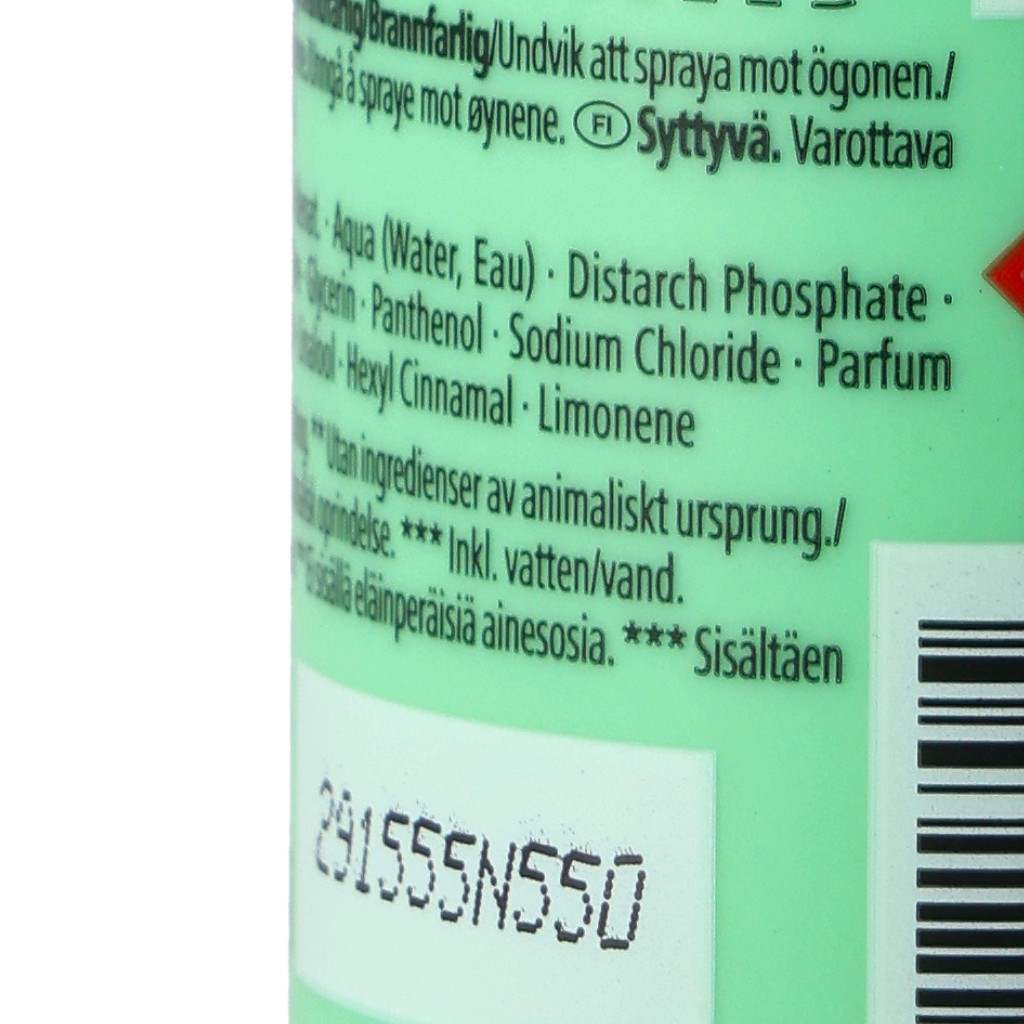 /Brannfarlig/Undvik att spraya mot ögonen./
å spraye mot øynene. FI Syttyvä. Varottava
· Aqua (Water, Eau) · Distarch Phosphate ·
· Glycerin · Panthenol · Sodium Chloride · Parfum
· Hexyl Cinnamal · Limonene
** Utan ingredienser av animaliskt ursprung./
oprindelse. *** Inkl. vatten/vand.
sisällä eläinperäisiä ainesosia. *** Sisältäen
291555N550